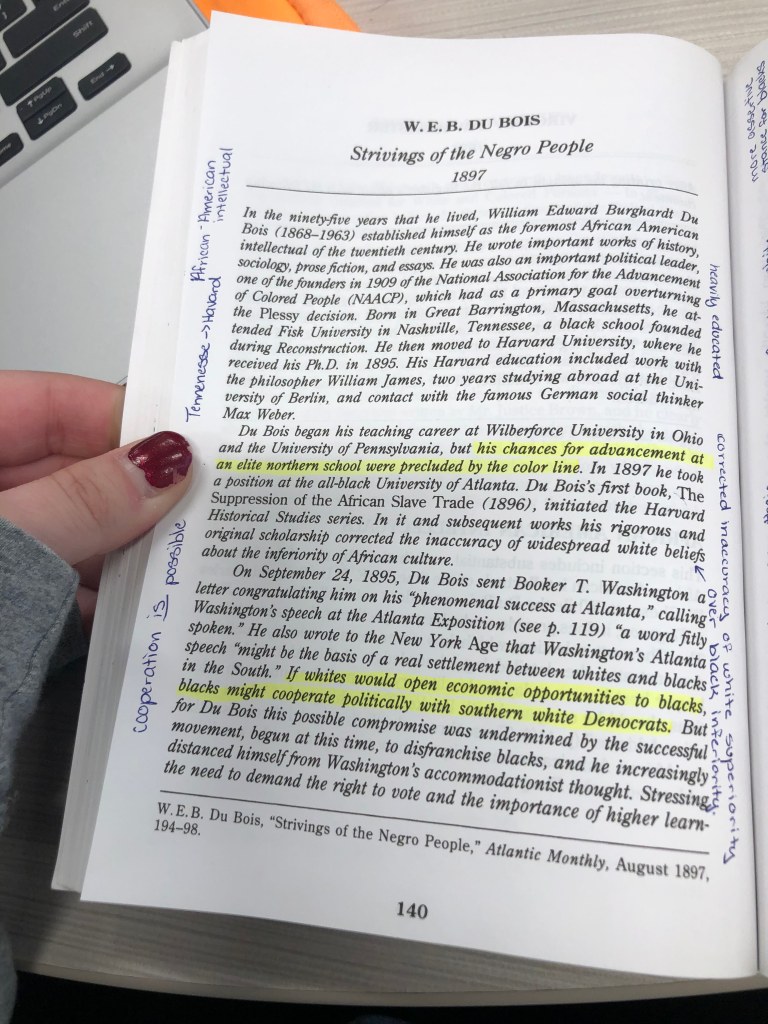 Shift
End
PgUp
PgDn
W. E. B. DU BOIS
Strivings of the Negro People
1897
In the ninety-five years that he lived, William Edward Burghardt Du
Bois (1868–1963) established himself as the foremost African American
intellectual of the twentieth century. He wrote important works of history,
sociology, prose fiction, and essays. He was also an important political leader,
one of the founders in 1909 of the National Association for the Advancement
of Colored People (NAACP), which had as a primary goal overturning
the Plessy decision. Born in Great Barrington, Massachusetts, he at-
tended Fisk University in Nashville, Tennessee, a black school founded
during Reconstruction. He then moved to Harvard University, where he
received his Ph.D. in 1895. His Harvard education included work with
the philosopher William James, two years studying abroad at the Uni-
versity of Berlin, and contact with the famous German social thinker
Max Weber.
Du Bois began his teaching career at Wilberforce University in Ohio
and the University of Pennsylvania, but his chances for advancement at
an elite northern school were precluded by the color line. In 1897 he took
a position at the all-black University of Atlanta. Du Bois's first book, The
Suppression of the African Slave Trade (1896), initiated the Harvard
Historical Studies series. In it and subsequent works his rigorous and
original scholarship corrected the inaccuracy of widespread white beliefs
about the inferiority of African culture.
On September 24, 1895, Du Bois sent Booker T. Washington a
letter congratulating him on his "phenomenal success at Atlanta," calling
Washington's speech at the Atlanta Exposition (see p. 119) "a word fitly
spoken." He also wrote to the New York Age that Washington's Atlanta
speech "might be the basis of a real settlement between whites and blacks
in the South." If whites would open economic opportunities to blacks,
blacks might cooperate politically with southern white Democrats. But
for Du Bois this possible compromise was undermined by the successful
movement, begun at this time, to disfranchise blacks, and he increasingly
distanced himself from Washington's accommodationist thought. Stressing
the need to demand the right to vote and the importance of higher learn-
W. E. B. Du Bois, "Strivings of the Negro People," Atlantic Monthly, August 1897,
194–98.
140
African-American
intellectual
Tennenesse → Havard
cooperation is possible
heavily educated
corrected inaccuracy of white superiority
over black inferiority.
more assertive
stance for blacks